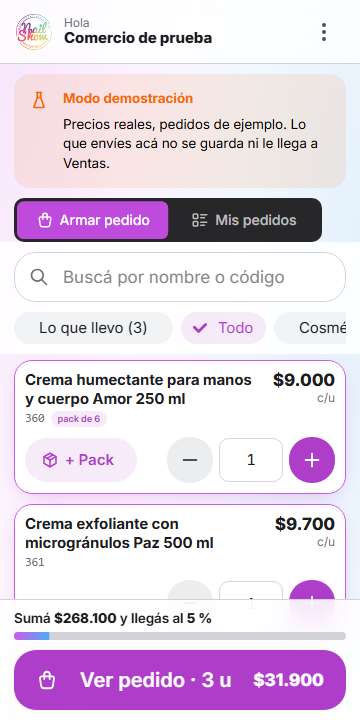 Nail
Show
Hola
Comercio de prueba
Modo demostración
Precios reales, pedidos de ejemplo. Lo
que envíes acá no se guarda ni le llega a
Ventas.
Armar pedido
Mis pedidos
Buscá por nombre o código
Lo que llevo (3)
Todo
Cosmé
Crema humectante para manos
y cuerpo Amor 250 ml
$9.000
c/u
360
pack de 6
+ Pack
1
Crema exfoliante con
microgránulos Paz 500 ml
$9.700
c/u
361
Sumá $268.100 y llegás al 5 %
Ver pedido · 3 u
$31.900